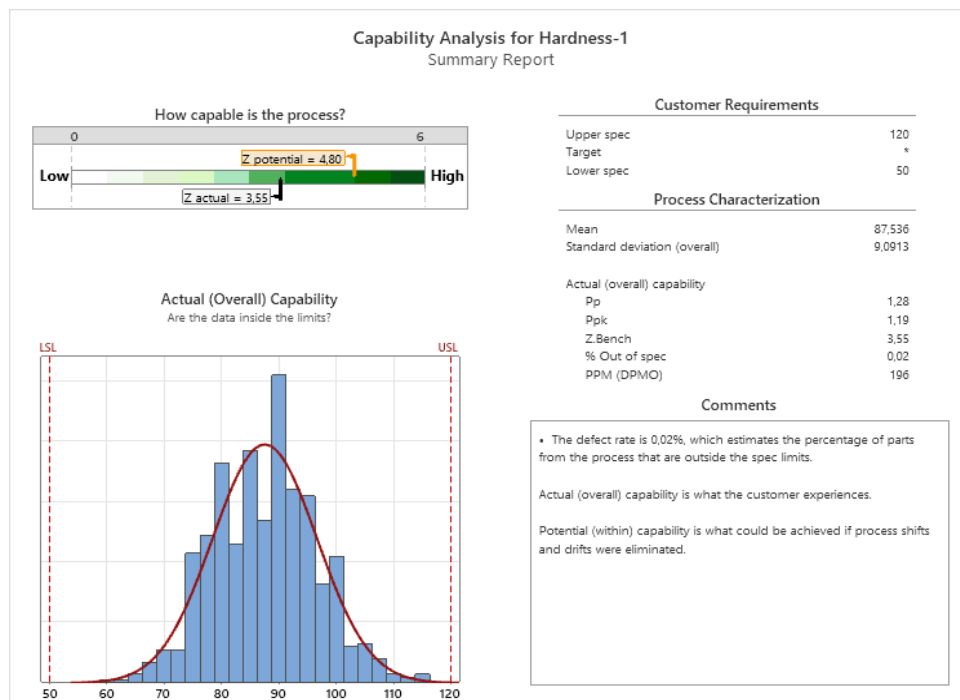 Capability Analysis for Hardness-1
Summary Report
How capable is the process?
0 6
Z potential = 4,80
Low High
Z actual = 3,55
Customer Requirements
Upper spec 120
Target *
Lower spec 50
Process Characterization
Mean 87,536
Standard deviation (overall) 9,0913
Actual (overall) capability
Pp 1,28
Ppk 1,19
Z.Bench 3,55
% Out of spec 0,02
PPM (DPMO) 196
Actual (Overall) Capability
Are the data inside the limits?
LSL USL
50 60 70 80 90 100 110 120
Comments
• The defect rate is 0,02%, which estimates the percentage of parts
from the process that are outside the spec limits.
Actual (overall) capability is what the customer experiences.
Potential (within) capability is what could be achieved if process shifts
and drifts were eliminated.